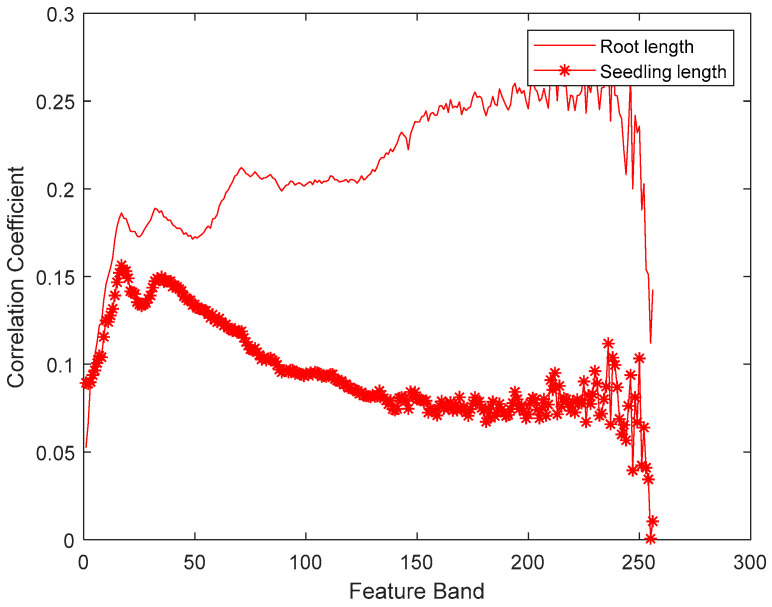 0.3
0.25
0.2
0.15
0.1
0.05
0
Correlation Coefficient
Root length
Seedling length
0 50 100 150 200 250 300
Feature Band